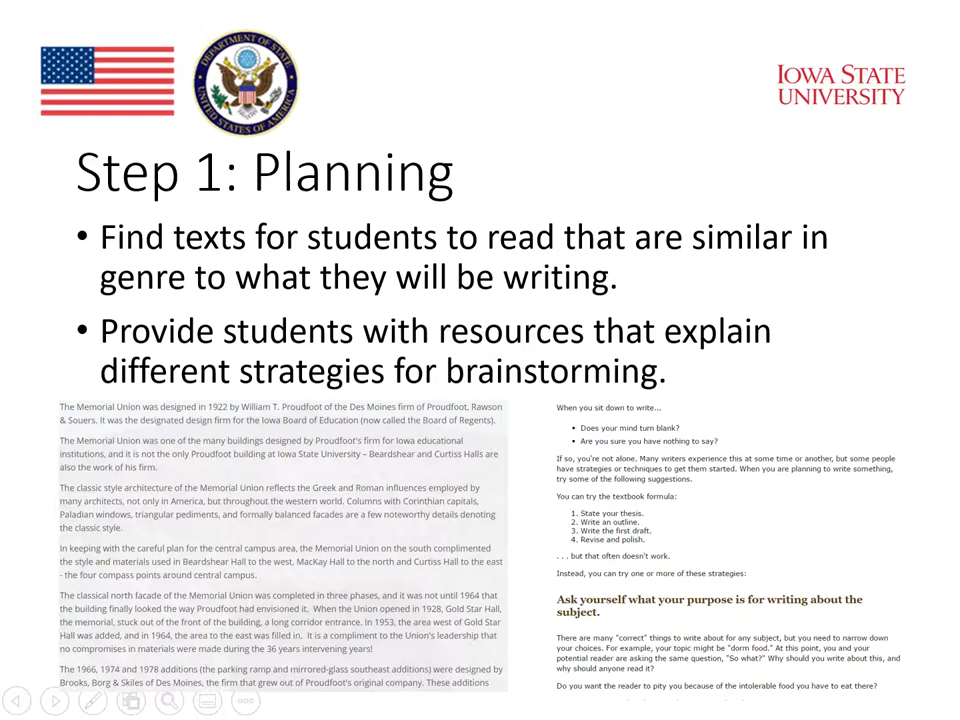 DEPARTMENT OF STATE
UNITED STATES OF AMERICA
IOWA STATE
UNIVERSITY
Step 1: Planning
• Find texts for students to read that are similar in
genre to what they will be writing.
• Provide students with resources that explain
different strategies for brainstorming.
The Memorial Union was designed in 1922 by William T. Proudfoot of the Des Moines firm of Proudfoot, Rawson
& Souers. It was the designated design firm for the Iowa Board of Education (now called the Board of Regents).
The Memorial Union was one of the many buildings designed by Proudfoot's firm for Iowa educational
institutions, and it is not the only Proudfoot building at Iowa State University – Beardshear and Curtiss Halls are
also the work of his firm.
The classic style architecture of the Memorial Union reflects the Greek and Roman influences employed by
many architects, not only in America, but throughout the western world. Columns with Corinthian capitals,
Paladian windows, triangular pediments, and formally balanced facades are a few noteworthy details denoting
the classic style.
In keeping with the careful plan for the central campus area, the Memorial Union on the south complimented
the style and materials used in Beardshear Hall to the west, MacKay Hall to the north and Curtiss Hall to the east
- the four compass points around central campus.
The classical north facade of the Memorial Union was completed in three phases, and it was not until 1964 that
the building finally looked the way Proudfoot had envisioned it. When the Union opened in 1928, Gold Star Hall,
the memorial, stuck out of the front of the building, a long corridor entrance. In 1953, the area west of Gold Star
Hall was added, and in 1964, the area to the east was filled in. It is a compliment to the Union's leadership that
no compromises in materials were made during the 36 years intervening years!
The 1966, 1974 and 1978 additions (the parking ramp and mirrored-glass southeast additions) were designed by
Brooks, Borg & Skiles of Des Moines, the firm that grew out of Proudfoot's original company. These additions
When you sit down to write...
• Does your mind turn blank?
• Are you sure you have nothing to say?
If so, you're not alone. Many writers experience this at some time or another, but some people
have strategies or techniques to get them started. When you are planning to write something,
try some of the following suggestions.
You can try the textbook formula:
1. State your thesis.
2. Write an outline.
3. Write the first draft.
4. Revise and polish.
. . . but that often doesn't work.
Instead, you can try one or more of these strategies:
Ask yourself what your purpose is for writing about the
subject.
There are many "correct" things to write about for any subject, but you need to narrow down
your choices. For example, your topic might be "dorm food." At this point, you and your
potential reader are asking the same question, "So what?" Why should you write about this, and
why should anyone read it?
Do you want the reader to pity you because of the intolerable food you have to eat there?